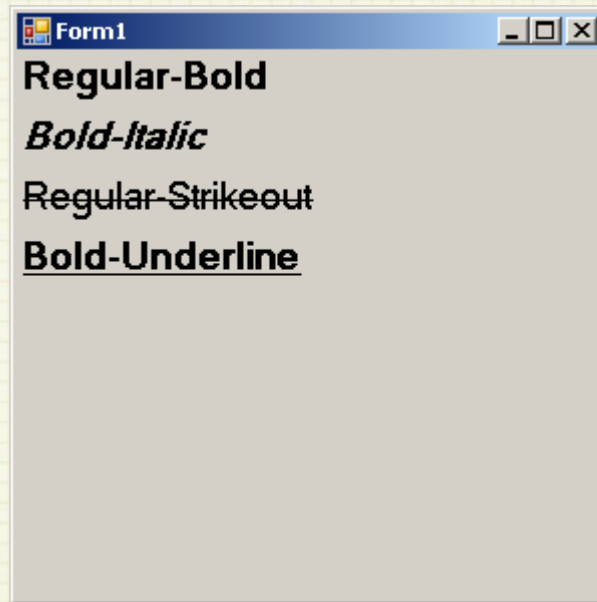 Form1
Regular-Bold
Bold-Italic
Regular-Strikeout
Bold-Underline